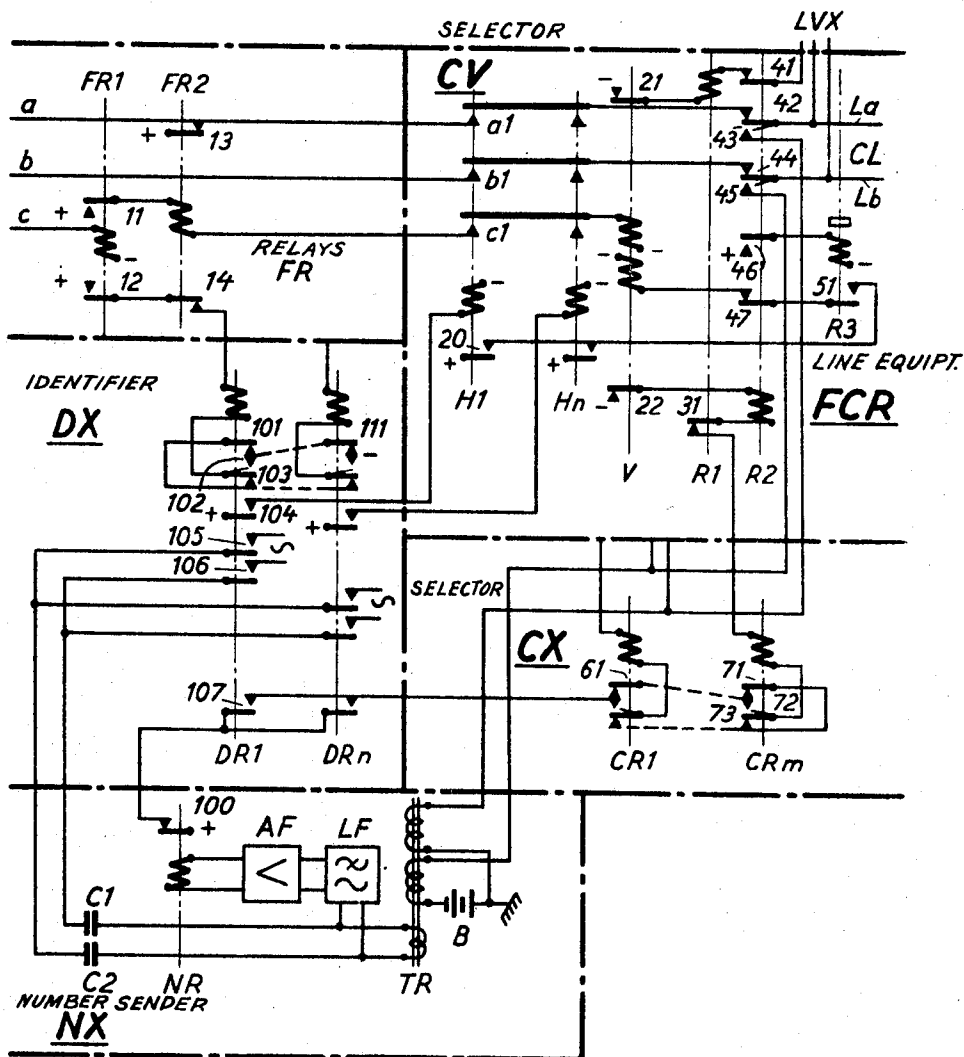 SELECTOR
LVX
FR1 FR2
CV
- 21
41
a
+ 13
a1
42
La
43
b
b1
44
CL
45
Lb
+ 11
c
c1
RELAYS
FR
-
-
+
46'
-
+ 12 14
-
-
-
47
51
R3
20
+
+
IDENTIFIER
LINE EQUIPT.
DX
H1 Hn
- 22 31
FCR
101 111
V R1 R2
102 103 -
+ 104 +
105 S
106
SELECTOR
S
CX
61 71
72
73
107
DR1 DRn
CR1 CRm
100
+
AF LF
<
C1
B
C2 NR TR
NUMBER SENDER
NX